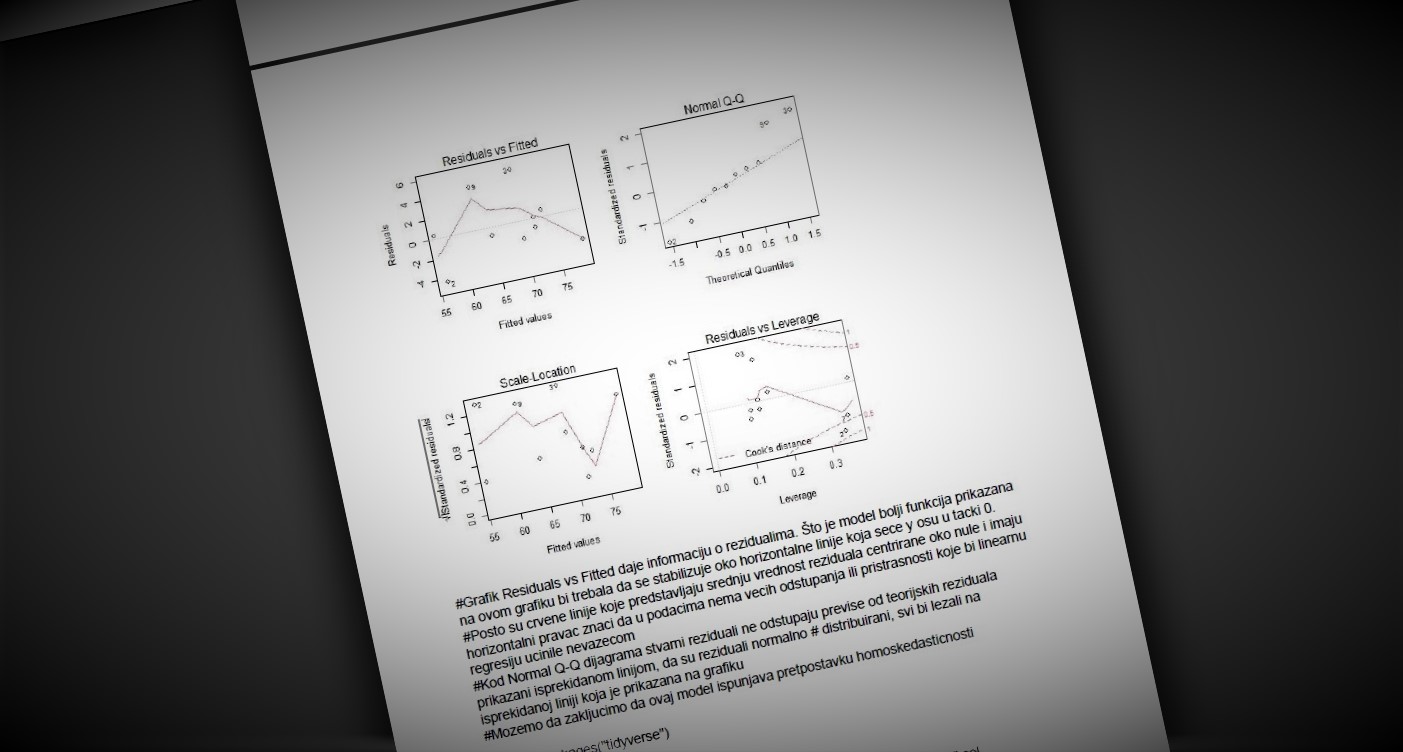 Residuals vs Fitted
Residuals
6
4
2
0
-2
-4
55 60 65 70 75
Fitted values
9
3
2
Normal Q-Q
Standardized residuals
2
1
0
-1
-1.5 -0.5 0.0 0.5 1.0 1.5
Theoretical Quantiles
2
Scale-Location
√|Standardized residuals|
1.2
0.8
0.4
0.0
55 60 65 70 75
Fitted values
2
9
3
Residuals vs Leverage
Standardized residuals
2
1
0
-1
-2
0.0 0.1 0.2 0.3
Leverage
Cook's distance
3
2
1
0.5
0.5
1
#Grafik Residuals vs Fitted daje informaciju o rezidualima. Što je model bolji funkcija prikazana
na ovom grafiku bi trebala da se stabilizuje oko horizontalne linije koja sece y osu u tacki 0.
#Posto su crvene linije koje predstavljaju srednju vrednost reziduala centrirane oko nule i imaju
horizontalni pravac znaci da u podacima nema vecih odstupanja ili pristrasnosti koje bi linearnu
regresiju ucinile nevazecom
#Kod Normal Q-Q dijagrama stvarni reziduali ne odstupaju previse od teorijskih reziduala
prikazani isprekidanom linijom, da su reziduali normalno # distribuirani, svi bi lezali na
isprekidanoj liniji koja je prikazana na grafiku
#Mozemo da zakljucimo da ovaj model ispunjava pretpostavku homoskedasticnosti
("tidyverse")